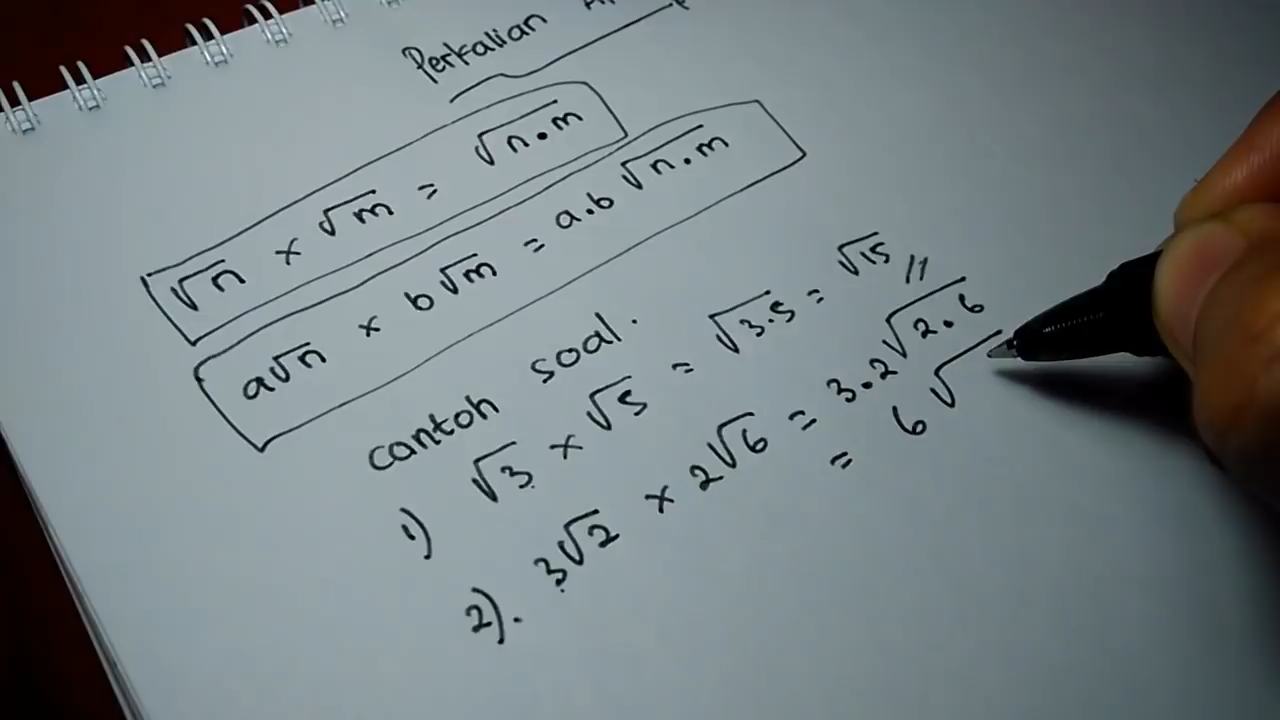 Perkalian
√n × √m = √n.m
a√n × b√m = a.b √n.m
contoh soal.
1) √3 × √5 = √3.5 = √15 //
2). 3√2 × 2√6 = 3.2√2.6
= 6√